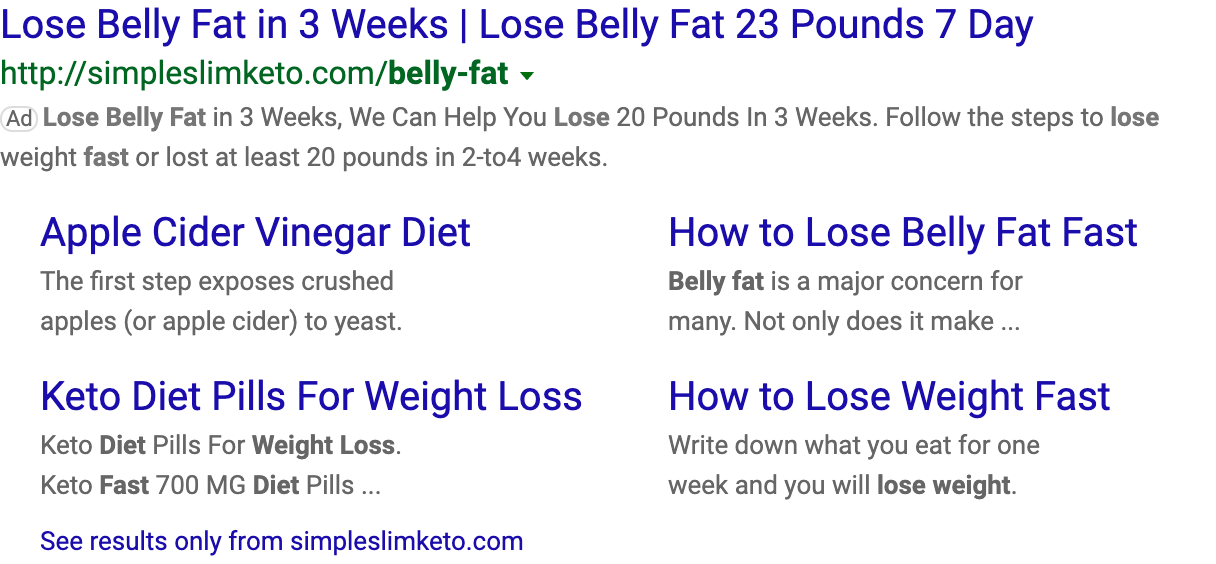 Lose Belly Fat in 3 Weeks | Lose Belly Fat 23 Pounds 7 Day
http://simpleslimketo.com/belly-fat
Ad Lose Belly Fat in 3 Weeks, We Can Help You Lose 20 Pounds In 3 Weeks. Follow the steps to lose
weight fast or lost at least 20 pounds in 2-to4 weeks.
Apple Cider Vinegar Diet
The first step exposes crushed
apples (or apple cider) to yeast.
How to Lose Belly Fat Fast
Belly fat is a major concern for
many. Not only does it make ...
Keto Diet Pills For Weight Loss
Keto Diet Pills For Weight Loss.
Keto Fast 700 MG Diet Pills ...
How to Lose Weight Fast
Write down what you eat for one
week and you will lose weight.
See results only from simpleslimketo.com